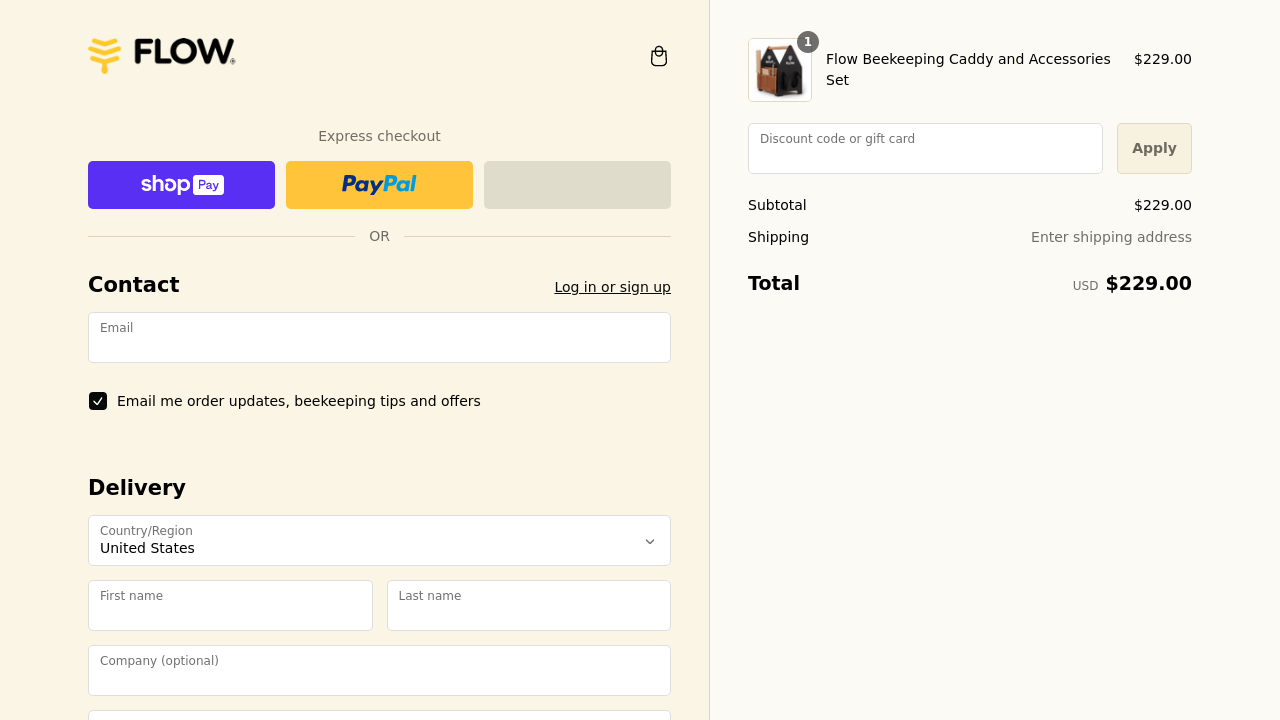 FLOW®
Express checkout
shop Pay
PayPal
OR
Contact
Log in or sign up
Email
Email me order updates, beekeeping tips and offers
Delivery
Country/Region
United States
First name
Last name
Company (optional)
1
Flow Beekeeping Caddy and Accessories
Set
$229.00
Discount code or gift card
Apply
Subtotal
$229.00
Shipping
Enter shipping address
Total
USD $229.00